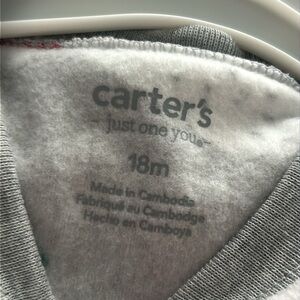 carter's
just one you®
18m
Made in Cambodia
Fabriqué au Cambodge
Hecho en Camboya